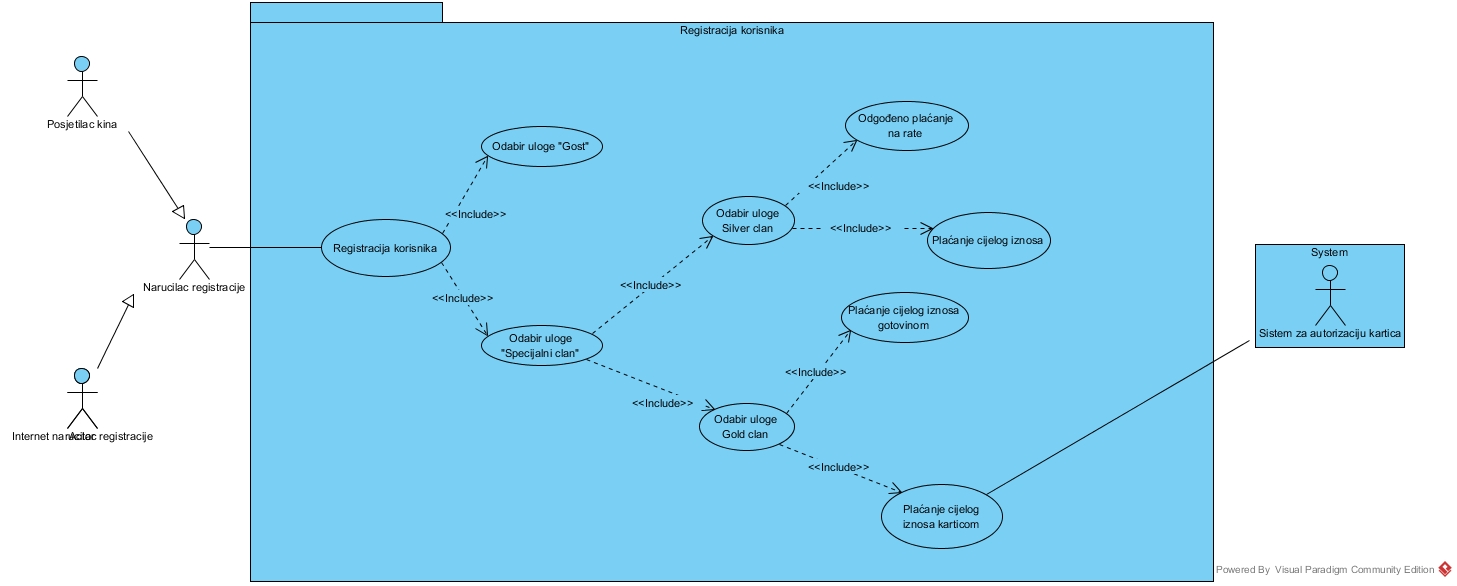 Registracija korisnika
Posjetilac kina
Odgođeno plaćanje
na rate
Odabir uloge "Gost"
<<Include>>
<<Include>>
Odabir uloge
Silver clan
<<Include>>
Plaćanje cijelog iznosa
Registracija korisnika
System
Narucilac registracije
<<Include>>
<<Include>>
Plaćanje cijelog iznosa
gotovinom
Sistem za autorizaciju kartica
Odabir uloge
"Specijalni clan"
<<Include>>
<<Include>>
Odabir uloge
Gold clan
Internet narucilac registracije
Actor
<<Include>>
Plaćanje cijelog
iznosa karticom
Powered By Visual Paradigm Community Edition